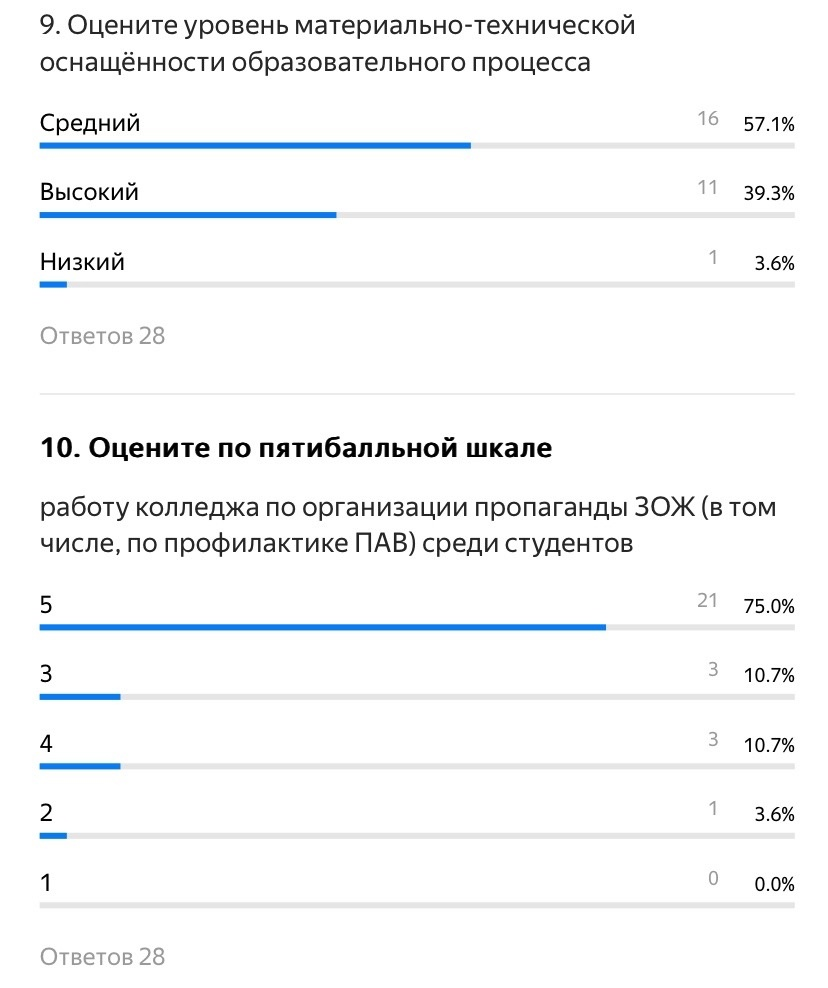 9. Оцените уровень материально-технической
оснащённости образовательного процесса
Средний 16 57.1%
Высокий 11 39.3%
Низкий 1 3.6%
Ответов 28
10. Оцените по пятибалльной шкале
работу колледжа по организации пропаганды ЗОЖ (в том
числе, по профилактике ПАВ) среди студентов
5 21 75.0%
3 3 10.7%
4 3 10.7%
2 1 3.6%
1 0 0.0%
Ответов 28